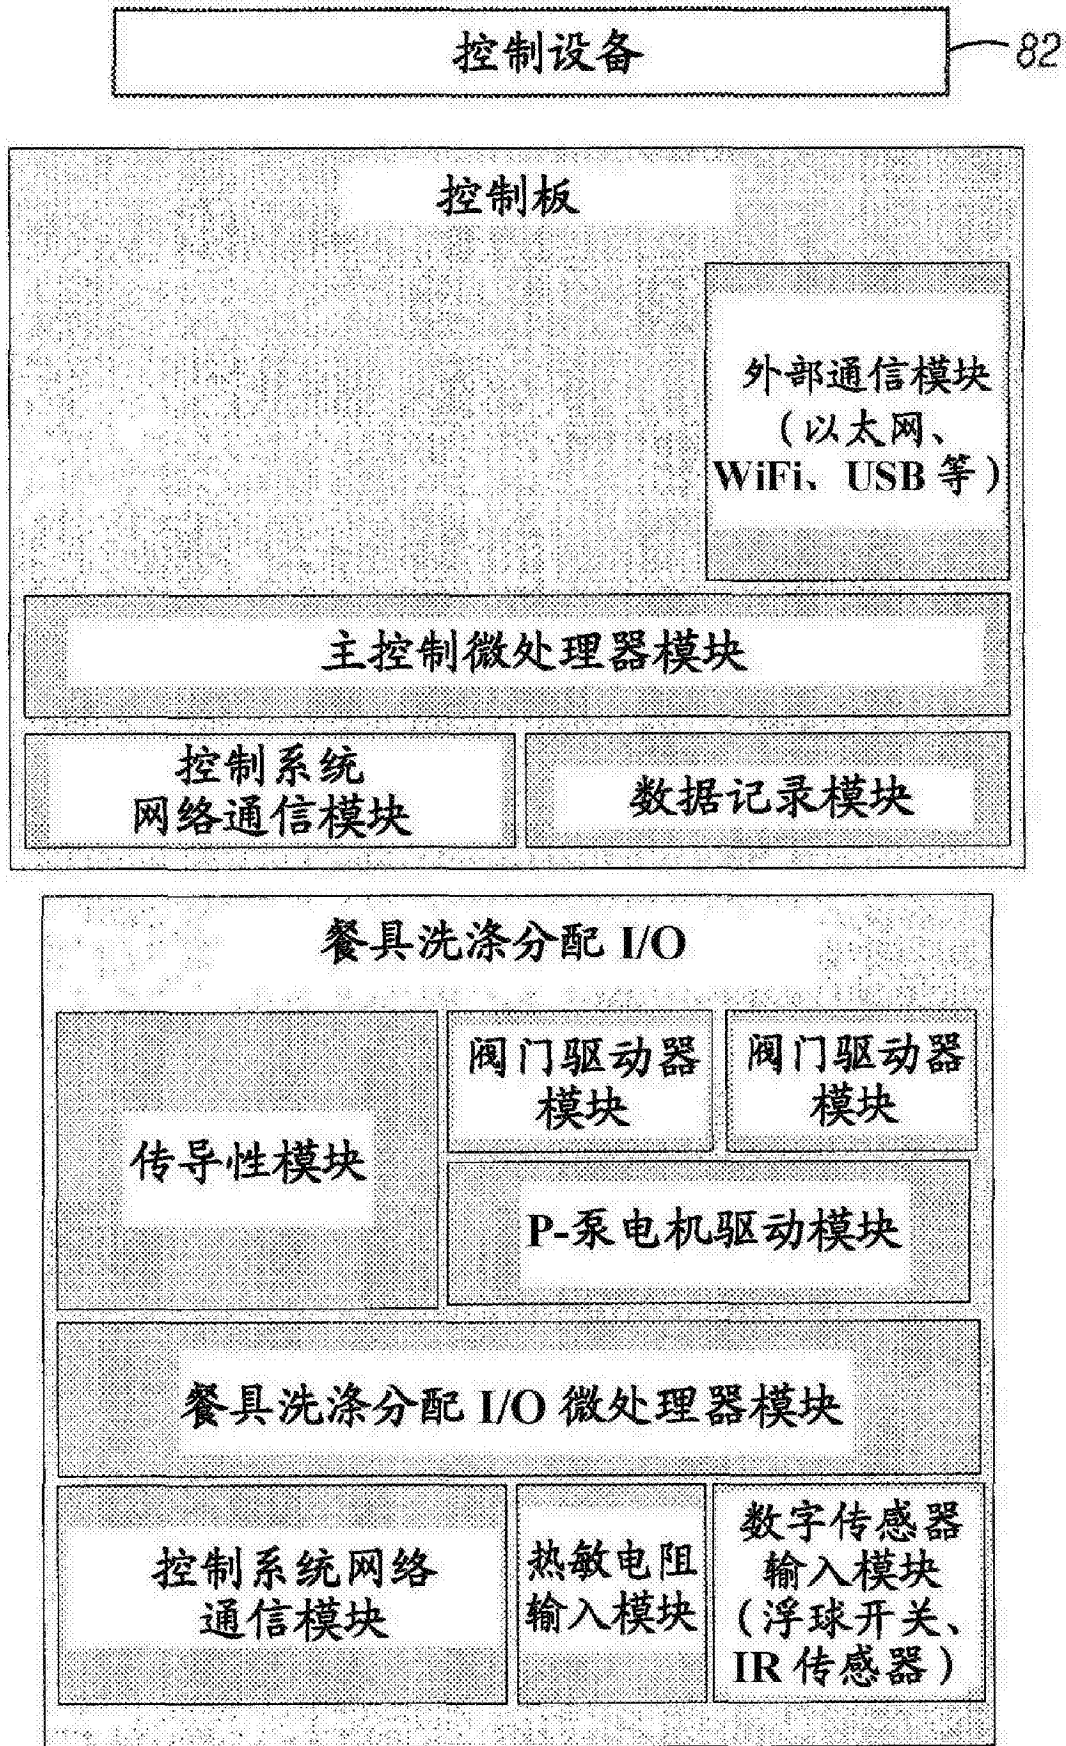 控制设备
82
控制板
外部通信模块
（以太网、
WiFi、USB 等）
主控制微处理器模块
控制系统
网络通信模块
数据记录模块
餐具洗涤分配 I/O
传导性模块
阀门驱动器
模块
阀门驱动器
模块
P-泵电机驱动模块
餐具洗涤分配 I/O 微处理器模块
控制系统网络
通信模块
热敏电阻
输入模块
数字传感器
输入模块
（浮球开关、
IR 传感器）